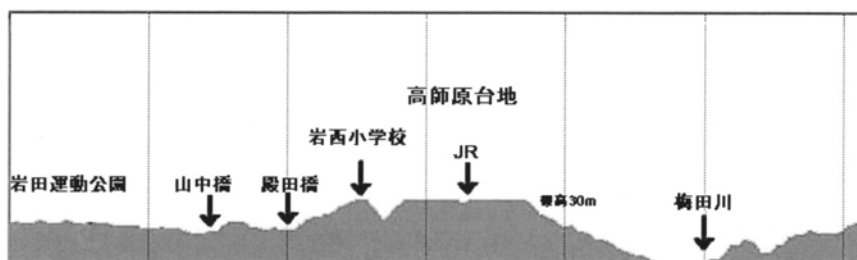 高師原台地
岩西小学校
JR
岩田運動公園
山中橋
殿田橋
標高30m
梅田川